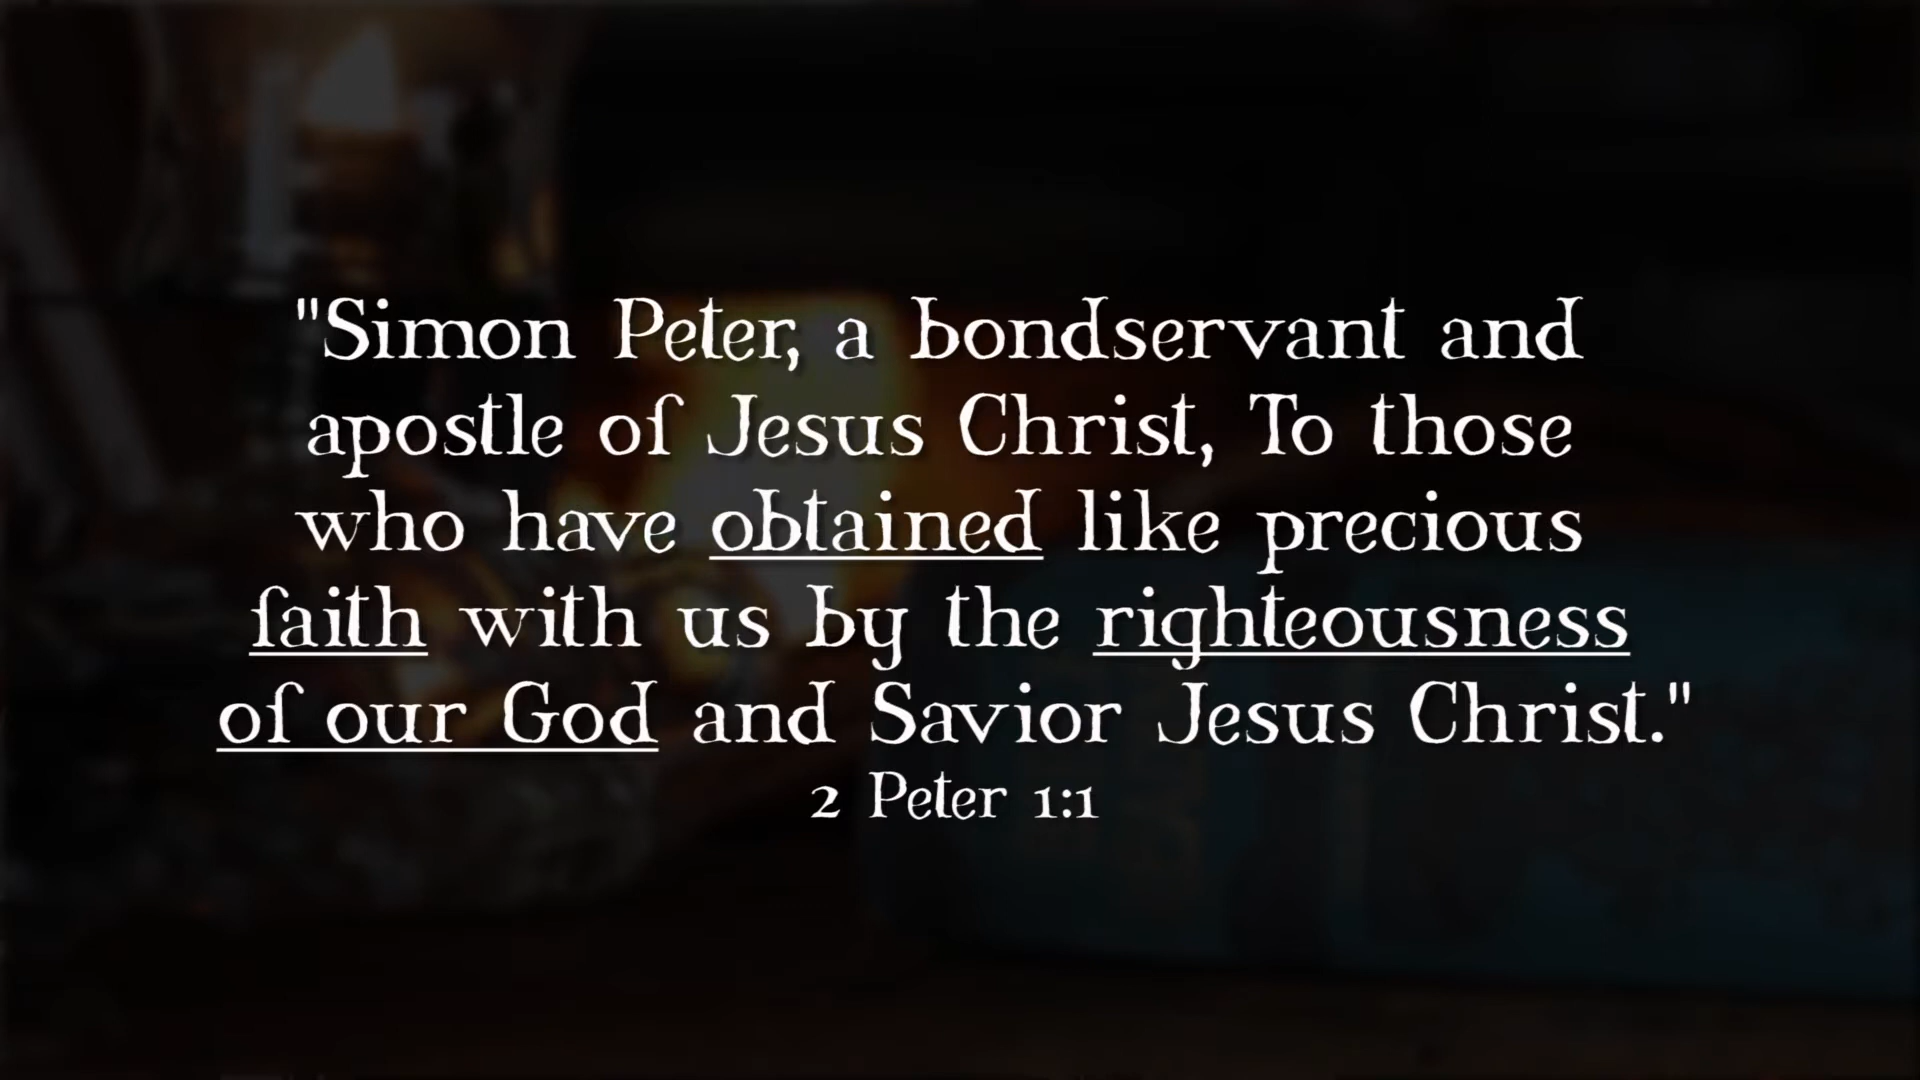 "Simon Peter, a bondservant and
apostle of Jesus Christ, To those
who have obtained like precious
faith with us by the righteousness
of our God and Savior Jesus Christ."
2 Peter 1:1